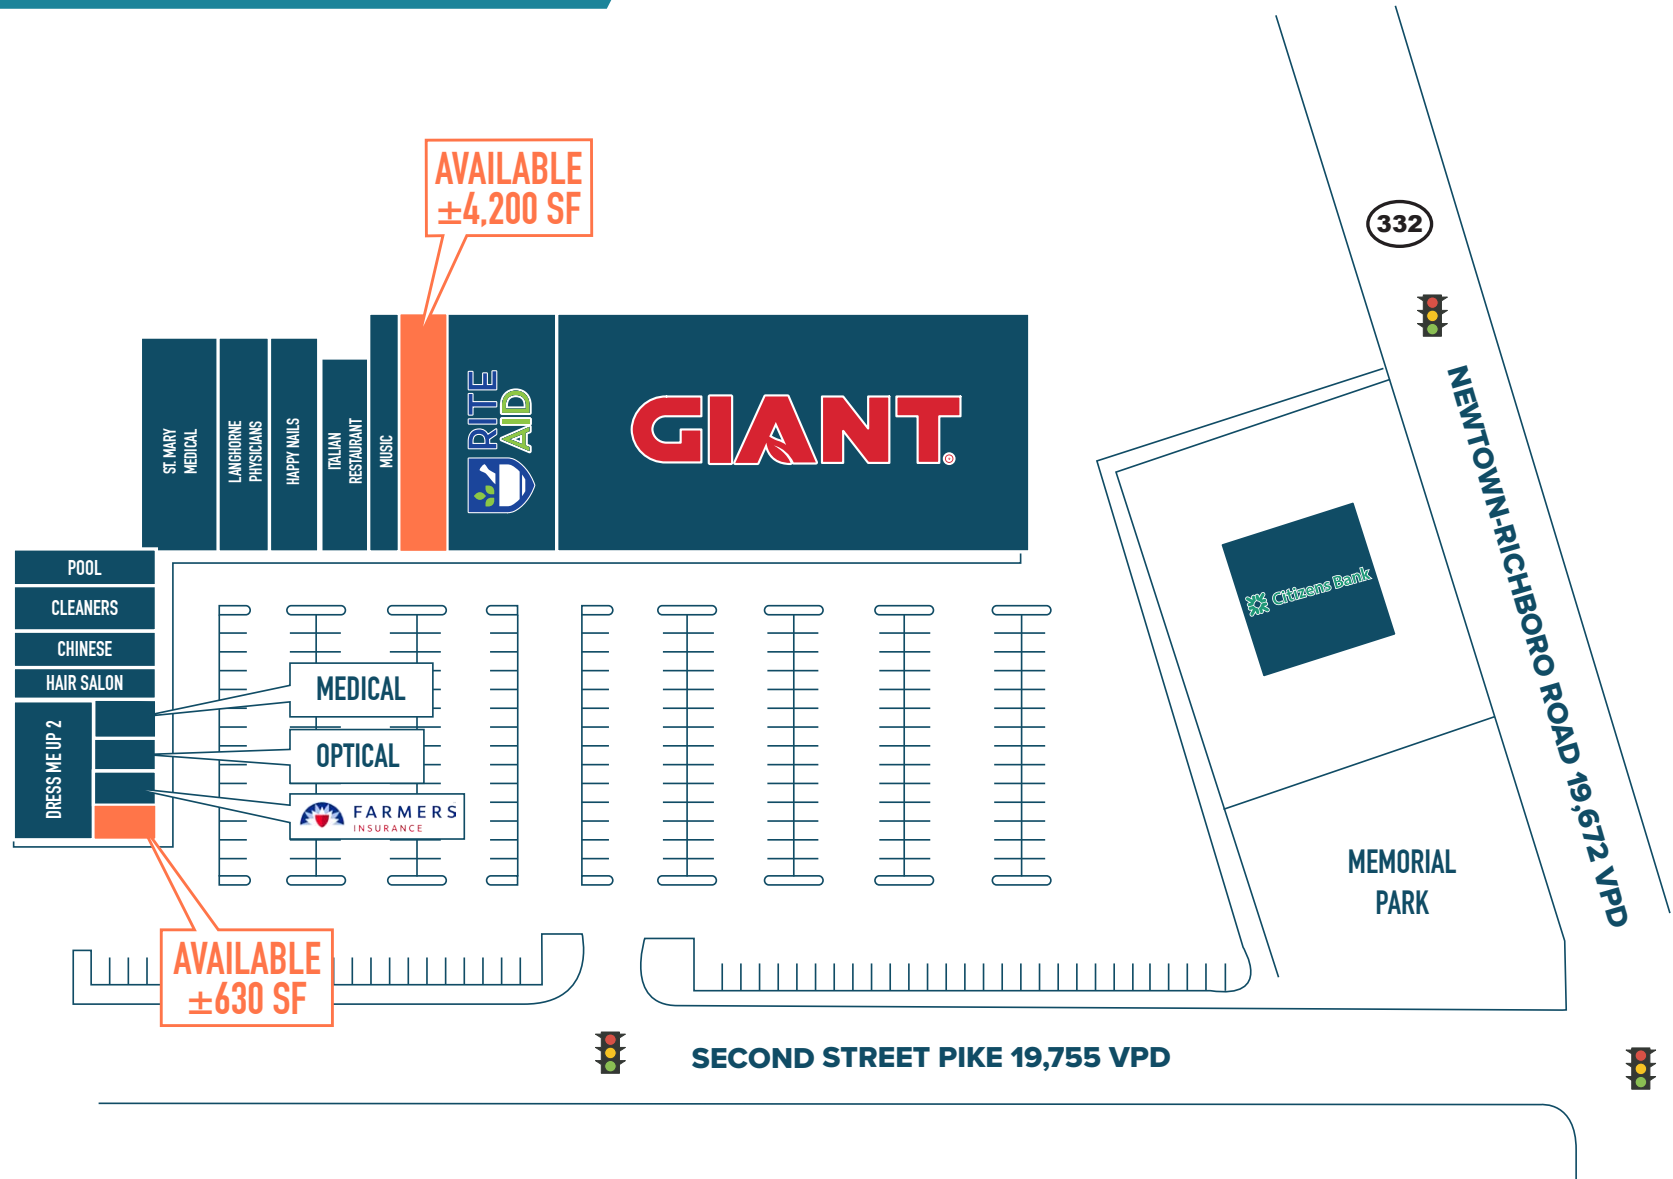 AVAILABLE
±4,200 SF
332
ST. MARY
MEDICAL
LANGHORNE
PHYSICIANS
HAPPY NAILS
ITALIAN
RESTAURANT
MUSIC
RITE
AID
GIANT
POOL
CLEANERS
CHINESE
HAIR SALON
DRESS ME UP 2
MEDICAL
OPTICAL
FARMERS
INSURANCE
AVAILABLE
±630 SF
Citizens Bank
MEMORIAL
PARK
NEWTOWN-RICHBORO ROAD 19,672 VPD
SECOND STREET PIKE 19,755 VPD